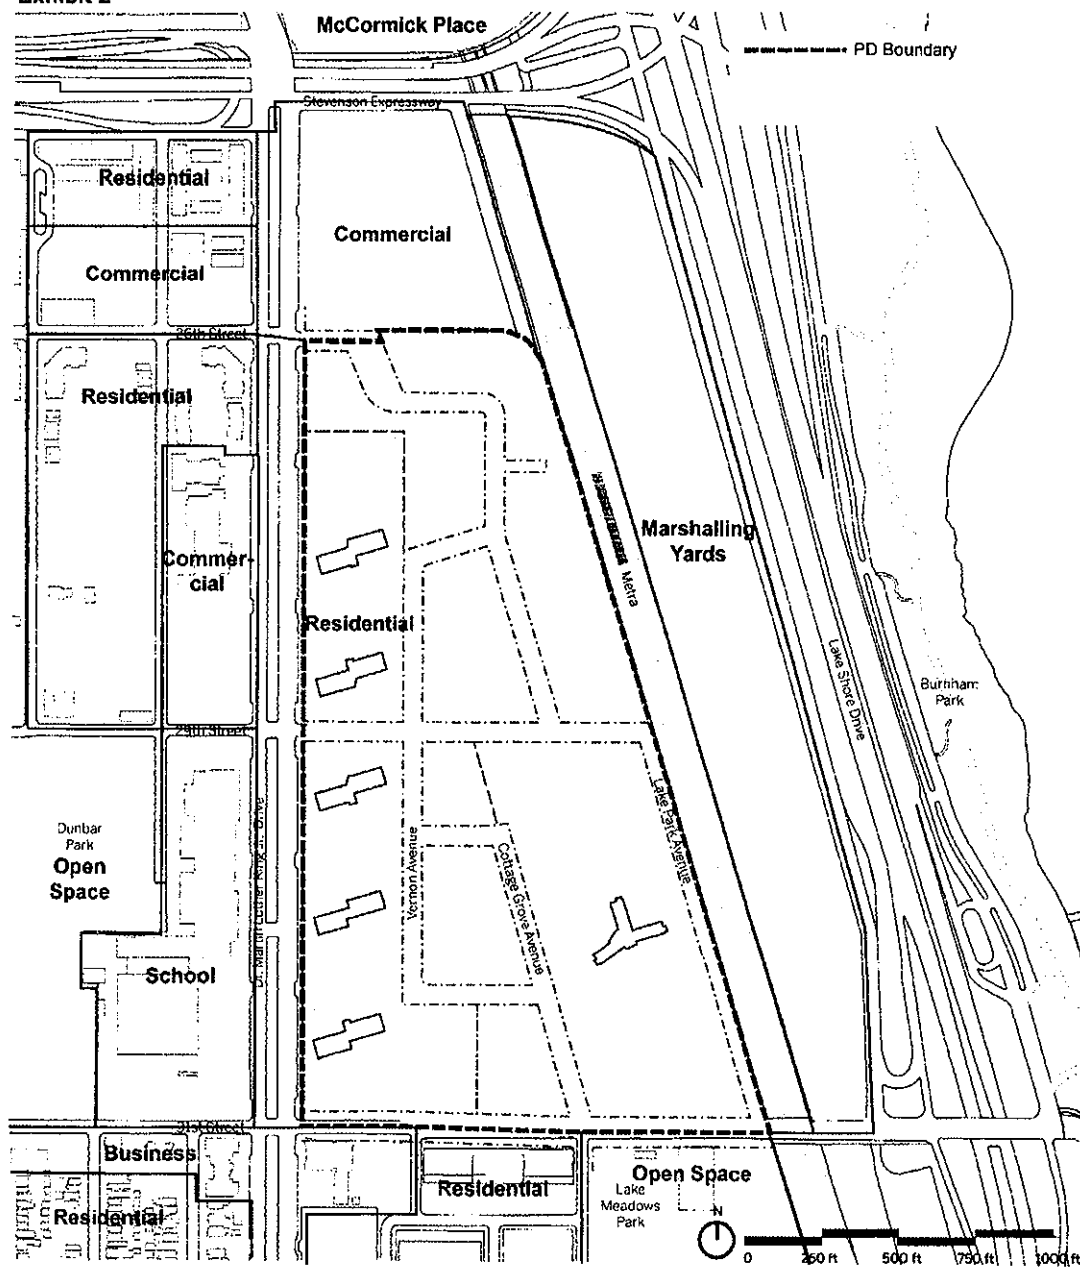 Exhibit 2
McCormick Place
PD Boundary
Stevenson Expressway
Residential
Commercial
Commercial
26th Street
Residential
Commer-
cial
Marshalling
Yards
Metra
Residential
Lake Shore Drive
Burnham
Park
29th Street
Dunbar
Park
Open
Space
Dr. Martin Luther King Jr. Drive
Vernon Avenue
Cottage Grove Avenue
Lake Park Avenue
School
31st Street
Business
Residential
Residential
Open Space
Lake
Meadows
Park
N
0 250 ft 500 ft 750 ft 1000 ft